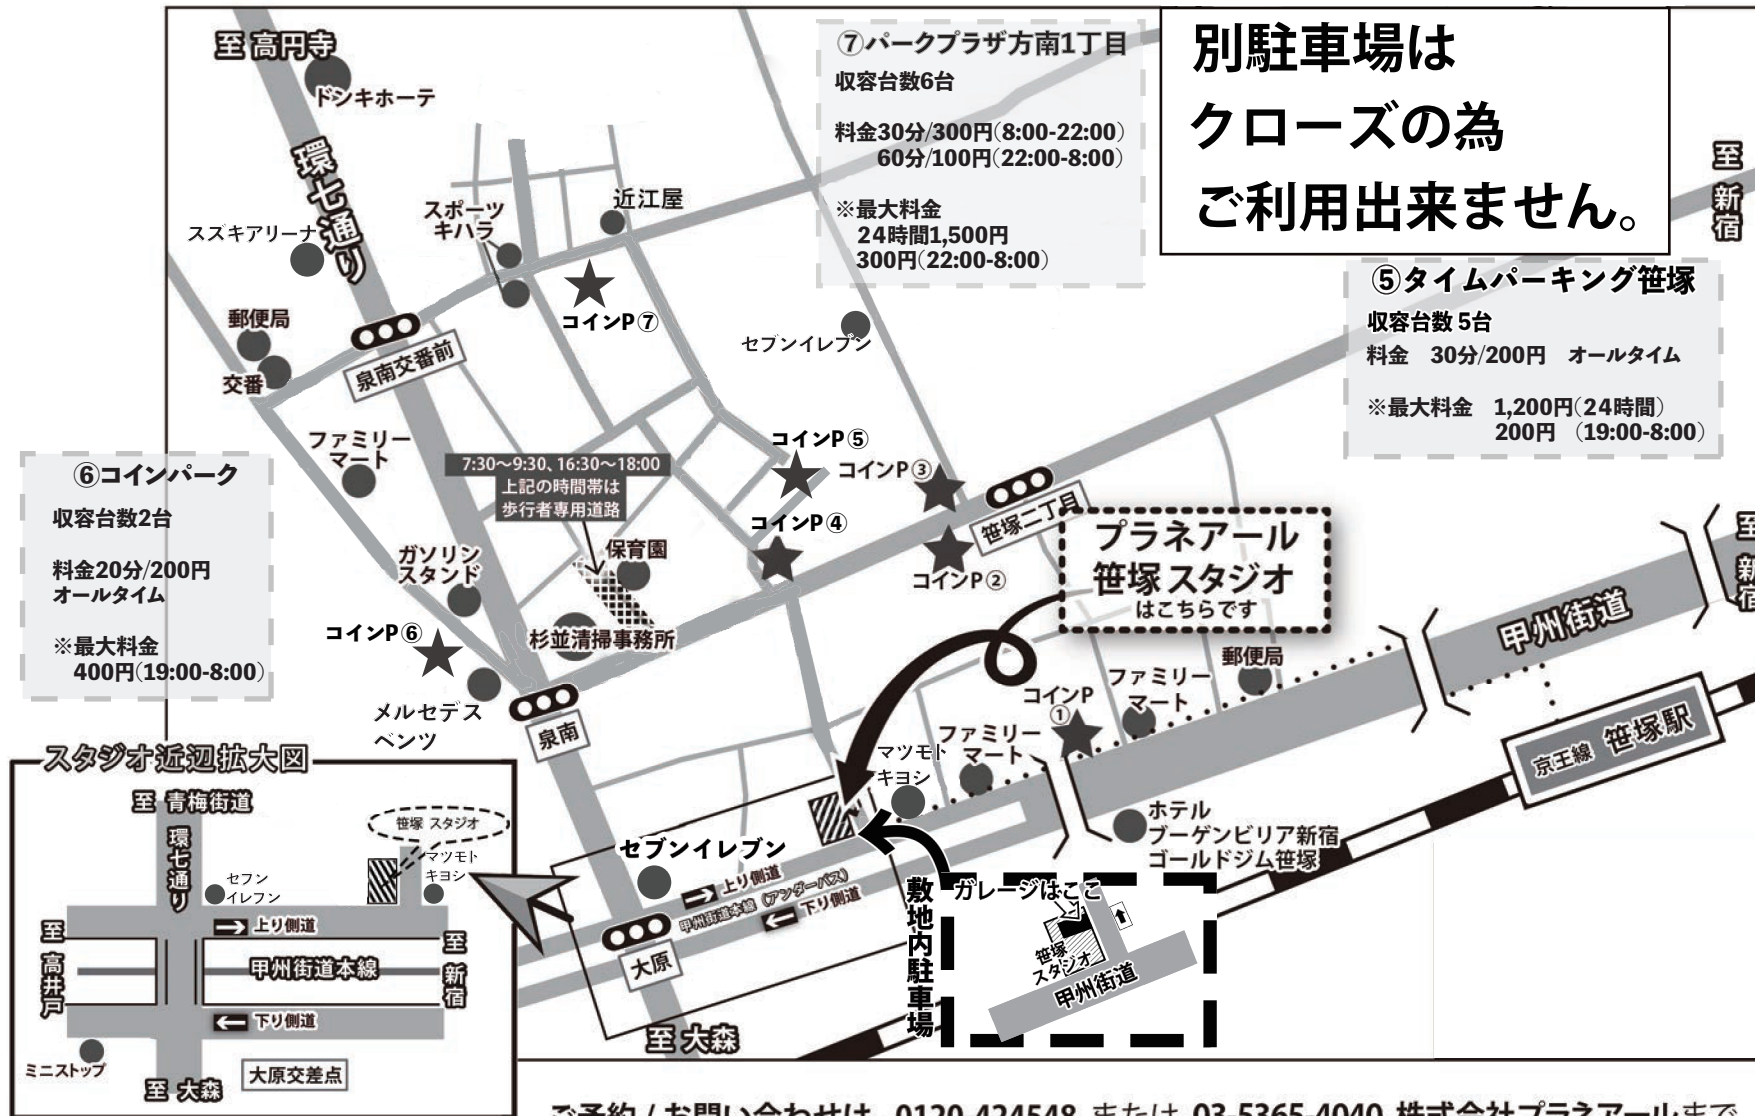 別駐車場は
クローズの為
ご利用出来ません。
⑦パークプラザ方南1丁目
収容台数6台
料金30分/300円(8:00-22:00)
60分/100円(22:00-8:00)
※最大料金
24時間1,500円
300円(22:00-8:00)
⑤タイムパーキング笹塚
収容台数 5台
料金 30分/200円 オールタイム
※最大料金 1,200円(24時間)
200円 (19:00-8:00)
⑥コインパーク
収容台数2台
料金20分/200円
オールタイム
※最大料金
400円(19:00-8:00)
至 高円寺
ドンキホーテ
環七通り
スズキアリーナ
スポーツ
キハラ
近江屋
コインP⑦
郵便局
交番
泉南交番前
セブンイレブン
至 新宿
ファミリー
マート
7:30〜9:30、16:30〜18:00
上記の時間帯は
歩行者専用道路
コインP⑤
コインP③
コインP④
コインP②
笹塚二丁目
プラネアール
笹塚 スタジオ
はこちらです
ガソリン
スタンド
保育園
杉並清掃事務所
コインP⑥
メルセデス
ベンツ
泉南
至 新宿
甲州街道
郵便局
ファミリー
マート
コインP
①
ファミリー
マート
マツモト
キヨシ
京王線 笹塚駅
ホテル
ブーゲンビリア新宿
ゴールドジム笹塚
セブンイレブン
上り側道
甲州街道本線(アンダーパス)
下り側道
大原
至 大森
敷地内駐車場
ガレージはここ
笹塚
スタジオ
甲州街道
スタジオ近辺拡大図
至 青梅街道
環七通り
笹塚 スタジオ
マツモト
キヨシ
セフン
イレフン
上り側道
至 高井戸
甲州街道本線
至 新宿
下り側道
ミニストップ
大原交差点
至 大森
ご予約 / お問い合わせは 0120-424548 または 03-5365-4040 株式会社プラネアールまで